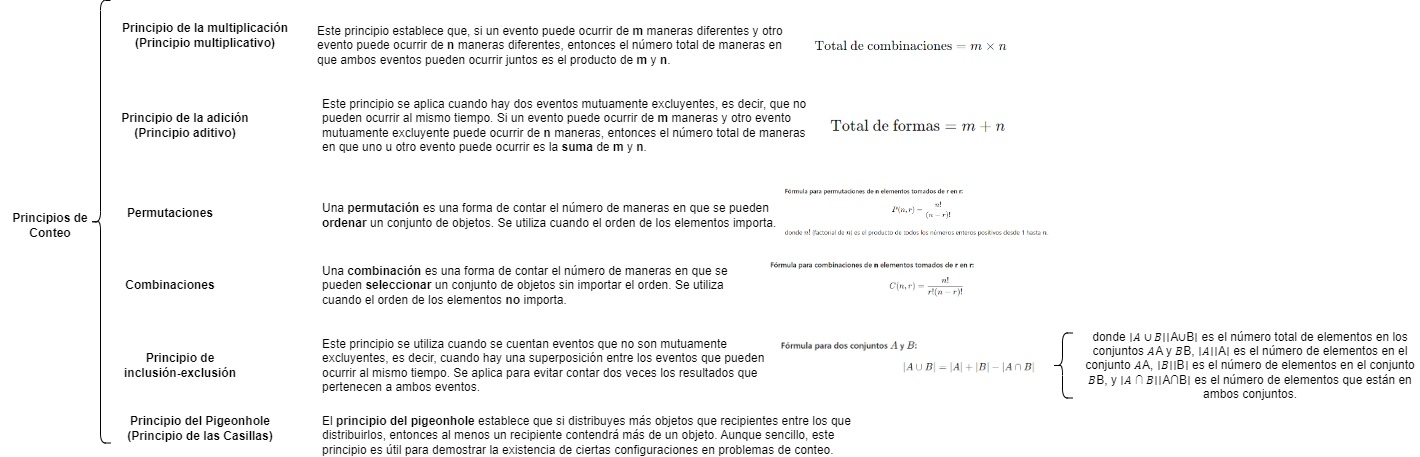 Principios de
Conteo
Principio de la multiplicación
(Principio multiplicativo)
Este principio establece que, si un evento puede ocurrir de m maneras diferentes y otro
evento puede ocurrir de n maneras diferentes, entonces el número total de maneras en
que ambos eventos pueden ocurrir juntos es el producto de m y n.
Total de combinaciones = m × n
Principio de la adición
(Principio aditivo)
Este principio se aplica cuando hay dos eventos mutuamente excluyentes, es decir, que no
pueden ocurrir al mismo tiempo. Si un evento puede ocurrir de m maneras y otro evento
mutuamente excluyente puede ocurrir de n maneras, entonces el número total de maneras
en que uno u otro evento puede ocurrir es la suma de m y n.
Total de formas = m + n
Permutaciones
Una permutación es una forma de contar el número de maneras en que se pueden
ordenar un conjunto de objetos. Se utiliza cuando el orden de los elementos importa.
Fórmula para permutaciones de n elementos tomados de r en r:
P(n, r) = n! / (n − r)!
donde n! (factorial de n) es el producto de todos los números enteros positivos desde 1 hasta n.
Combinaciones
Una combinación es una forma de contar el número de maneras en que se
pueden seleccionar un conjunto de objetos sin importar el orden. Se utiliza
cuando el orden de los elementos no importa.
Fórmula para combinaciones de n elementos tomados de r en r:
C(n, r) = n! / r!(n − r)!
Principio de
inclusión-exclusión
Este principio se utiliza cuando se cuentan eventos que no son mutuamente
excluyentes, es decir, cuando hay una superposición entre los eventos que pueden
ocurrir al mismo tiempo. Se aplica para evitar contar dos veces los resultados que
pertenecen a ambos eventos.
Fórmula para dos conjuntos A y B:
|A ∪ B| = |A| + |B| − |A ∩ B|
donde ∣A ∪ B∣∣A∪B∣ es el número total de elementos en los
conjuntos AA y BB, ∣A∣∣A∣ es el número de elementos en el
conjunto AA, ∣B∣∣B∣ es el número de elementos en el conjunto
BB, y ∣A ∩ B∣∣A∩B∣ es el número de elementos que están en
ambos conjuntos.
Principio del Pigeonhole
(Principio de las Casillas)
El principio del pigeonhole establece que si distribuyes más objetos que recipientes entre los que
distribuirlos, entonces al menos un recipiente contendrá más de un objeto. Aunque sencillo, este
principio es útil para demostrar la existencia de ciertas configuraciones en problemas de conteo.